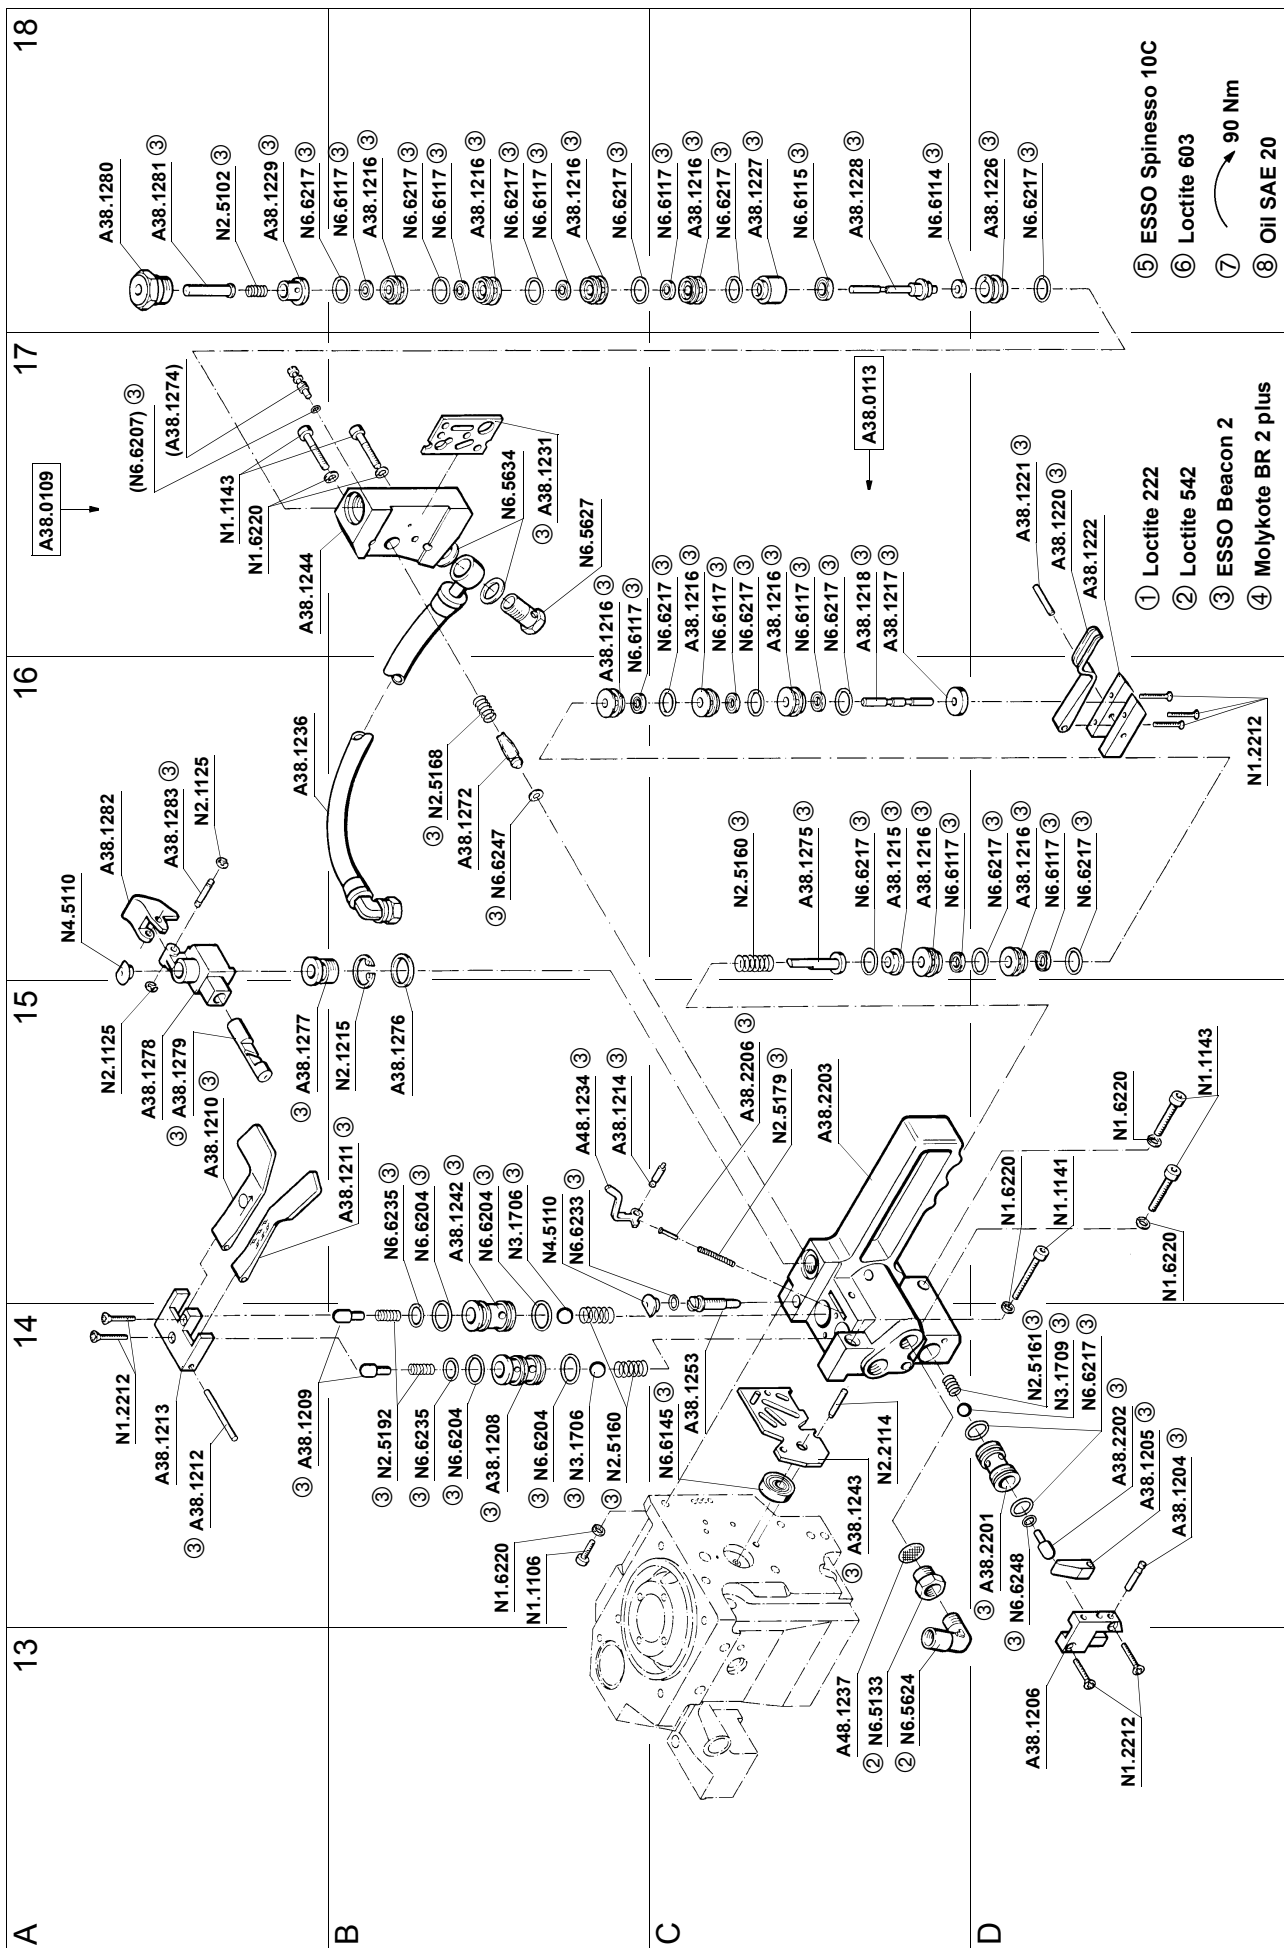 A
B
C
D
13
14
15
16
17
18
A38.0109
A38.0113
N1.2212
A38.1213
③ A38.1212
③ A38.1209
N2.1125
A38.1278
③ A38.1279
A38.1210 ③
A38.1211 ③
N4.5110
A38.1282
A38.1283 ③
N2.1125
③ A38.1277
N2.1215
A38.1276
A38.1236
(N6.6207) ③
(A38.1274)
N1.1143
N1.6220
A38.1244
N6.5634
③ A38.1231
N6.5627
③ N2.5168
A38.1272
③ N6.6247
A38.1280
A38.1281 ③
N2.5102 ③
A38.1229 ③
N6.6217 ③
N6.6117 ③
A38.1216 ③
N6.6217 ③
N6.6117 ③
A38.1216 ③
N6.6217 ③
N6.6117 ③
A38.1216 ③
N6.6217 ③
N6.6117 ③
A38.1216 ③
N6.6217 ③
A38.1227 ③
N6.6115 ③
A38.1228 ③
N6.6114 ③
A38.1226 ③
N6.6217 ③
N6.6235 ③
N6.6204 ③
A38.1242 ③
N6.6204 ③
N3.1706 ③
N4.5110
N6.6233 ③
③ N2.5192
③ N6.6235
③ N6.6204
③ A38.1208
③ N6.6204
③ N3.1706
③ N2.5160
N6.6145 ③
A38.1253
A48.1234 ③
A38.1214 ③
A38.2206 ③
N2.5179 ③
A38.2203
A38.1216 ③
N6.6117 ③
N6.6217 ③
A38.1216 ③
N6.6117 ③
N6.6217 ③
A38.1216 ③
N6.6117 ③
N6.6217 ③
A38.1218 ③
A38.1217 ③
N2.5160 ③
A38.1275 ③
N6.6217 ③
A38.1215 ③
A38.1216 ③
N6.6117 ③
N6.6217 ③
A38.1216 ③
N6.6117 ③
N6.6217 ③
A38.1221 ③
A38.1220 ③
A38.1222
N1.2212
N1.6220
N1.1106
③ A38.1243
N2.2114
A48.1237
② N6.5133
② N6.5624
N1.6220
N1.1141
N1.6220
N1.1143
N1.6220
N2.5161 ③
N3.1709 ③
N6.6217 ③
③ A38.2201
③ N6.6248
A38.2202 ③
A38.1205 ③
A38.1204 ③
A38.1206
N1.2212
① Loctite 222
② Loctite 542
③ ESSO Beacon 2
④ Molykote BR 2 plus
⑤ ESSO Spinesso 10C
⑥ Loctite 603
⑦ 90 Nm
⑧ Oil SAE 20